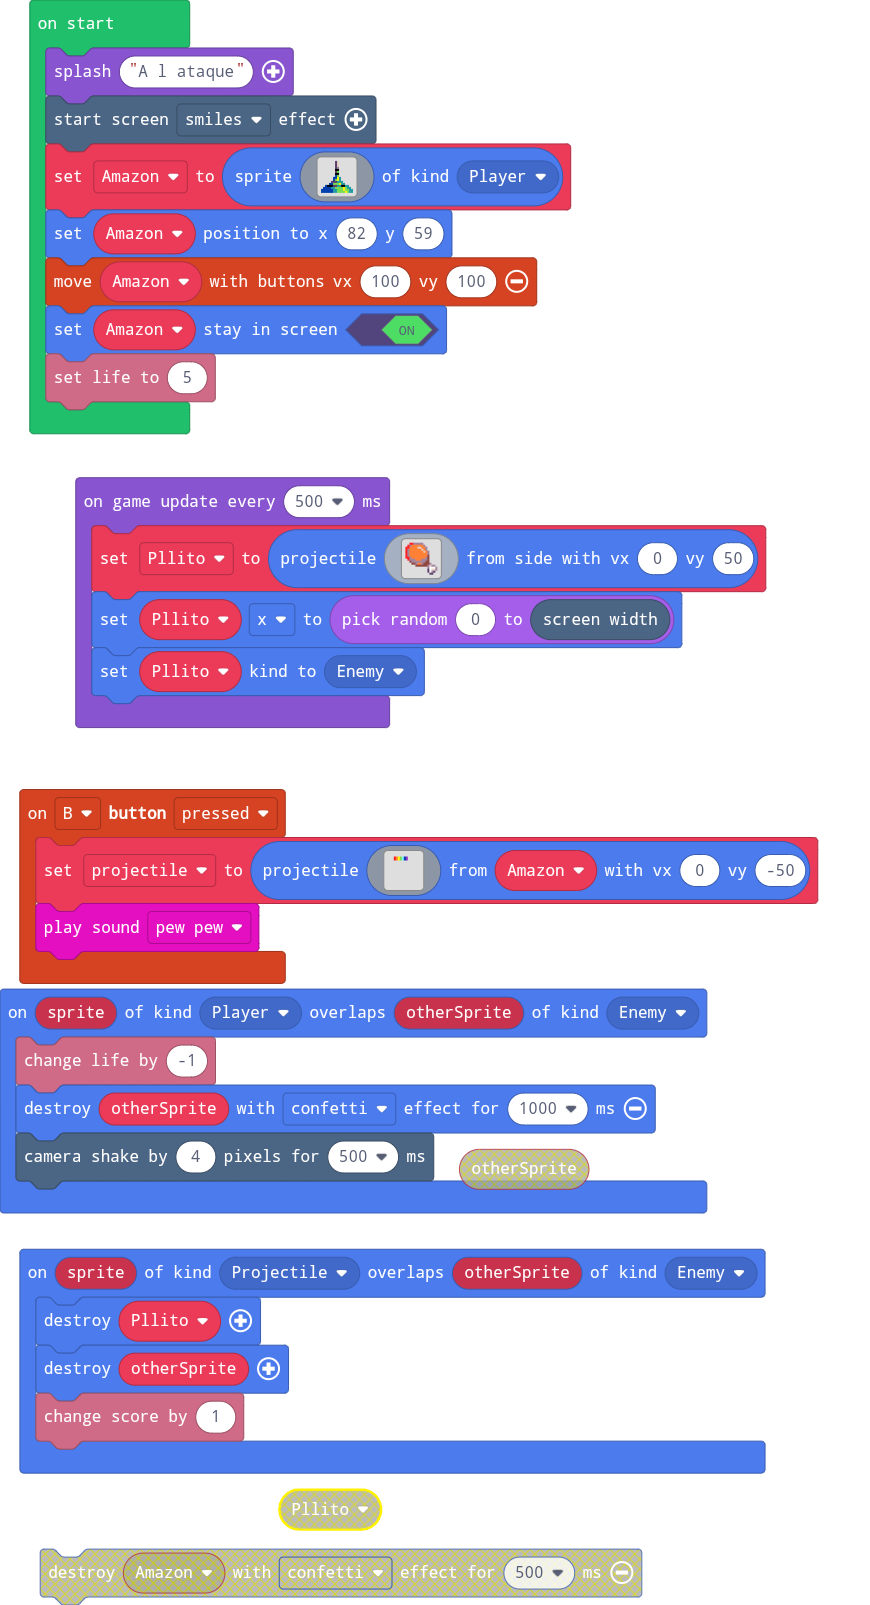 on start
splash "A l ataque"
start screen smiles effect
set Amazon to sprite of kind Player
set Amazon position to x 82 y 59
move Amazon with buttons vx 100 vy 100
set Amazon stay in screen ON
set life to 5
on game update every 500 ms
set Pllito to projectile from side with vx 0 vy 50
set Pllito x to pick random 0 to screen width
set Pllito kind to Enemy
on B button pressed
set projectile to projectile from Amazon with vx 0 vy -50
play sound pew pew
on sprite of kind Player overlaps otherSprite of kind Enemy
change life by -1
destroy otherSprite with confetti effect for 1000 ms
camera shake by 4 pixels for 500 ms
otherSprite
on sprite of kind Projectile overlaps otherSprite of kind Enemy
destroy Pllito
destroy otherSprite
change score by 1
Pllito
destroy Amazon with confetti effect for 500 ms